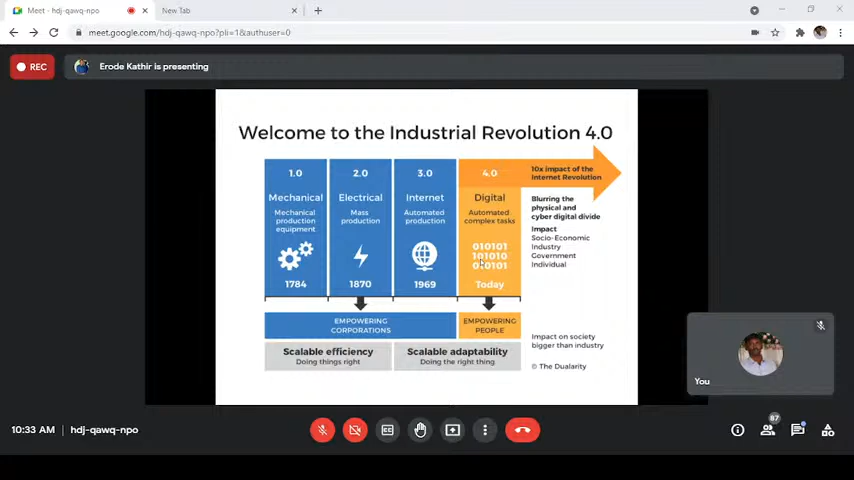 Meet - hdj-qawq-npo
New Tab
meet.google.com/hdj-qawq-npo?pli=1&authuser=0
REC
Erode Kathir is presenting
Welcome to the Industrial Revolution 4.0
1.0
2.0
3.0
4.0
10x impact of the
Internet Revolution
Mechanical
Electrical
Internet
Digital
Mechanical
production
equipment
Mass
production
Automated
production
Automated
complex tasks
010101
101010
010101
1784
1870
1969
Today
Blurring the
physical and
cyber digital divide
Impact
Socio-Economic
Industry
Government
Individual
EMPOWERING
CORPORATIONS
EMPOWERING
PEOPLE
Scalable efficiency
Doing things right
Scalable adaptability
Doing the right thing
Impact on society
bigger than industry
© The Duality
You
10:33 AM | hdj-qawq-npo
87